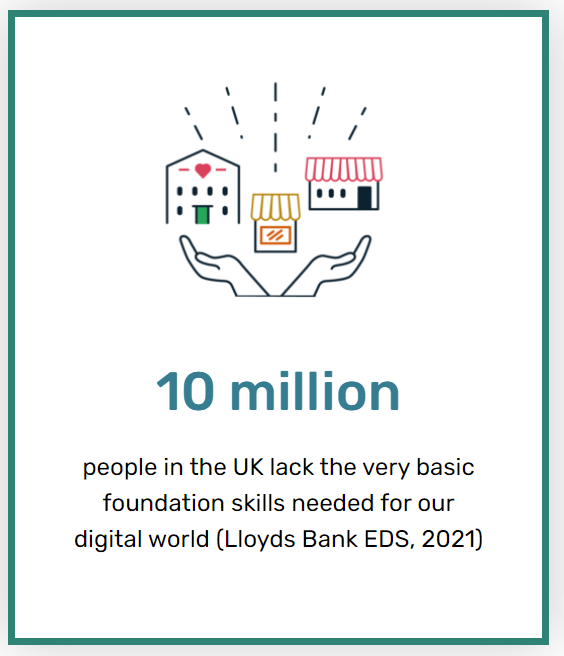 10 million
people in the UK lack the very basic
foundation skills needed for our
digital world (Lloyds Bank EDS, 2021)